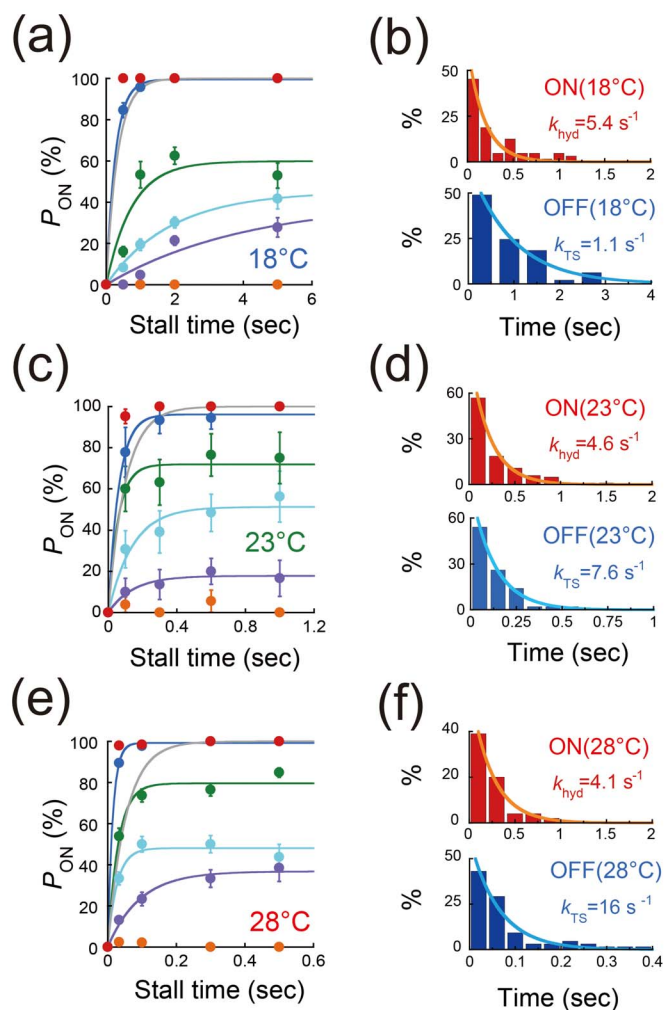 (a)
P_ON (%)
100
80
60
40
20
0
18°C
0 2 4 6
Stall time (sec)
(b)
%
50
25
0
ON(18°C)
k_hyd=5.4 s⁻¹
0 0.5 1 1.5 2
%
50
25
0
OFF(18°C)
k_TS=1.1 s⁻¹
0 1 2 3 4
Time (sec)
(c)
P_ON (%)
100
80
60
40
20
0
23°C
0 0.4 0.8 1.2
Stall time (sec)
(d)
%
60
30
0
ON(23°C)
k_hyd=4.6 s⁻¹
0 0.5 1 1.5 2
%
60
30
0
OFF(23°C)
k_TS=7.6 s⁻¹
0 0.25 0.5 0.75 1
Time (sec)
(e)
P_ON (%)
100
80
60
40
20
0
28°C
0 0.2 0.4 0.6
Stall time (sec)
(f)
%
40
20
0
ON(28°C)
k_hyd=4.1 s⁻¹
0 0.5 1 1.5 2
%
50
25
0
OFF(28°C)
k_TS=16 s⁻¹
0 0.1 0.2 0.3 0.4
Time (sec)